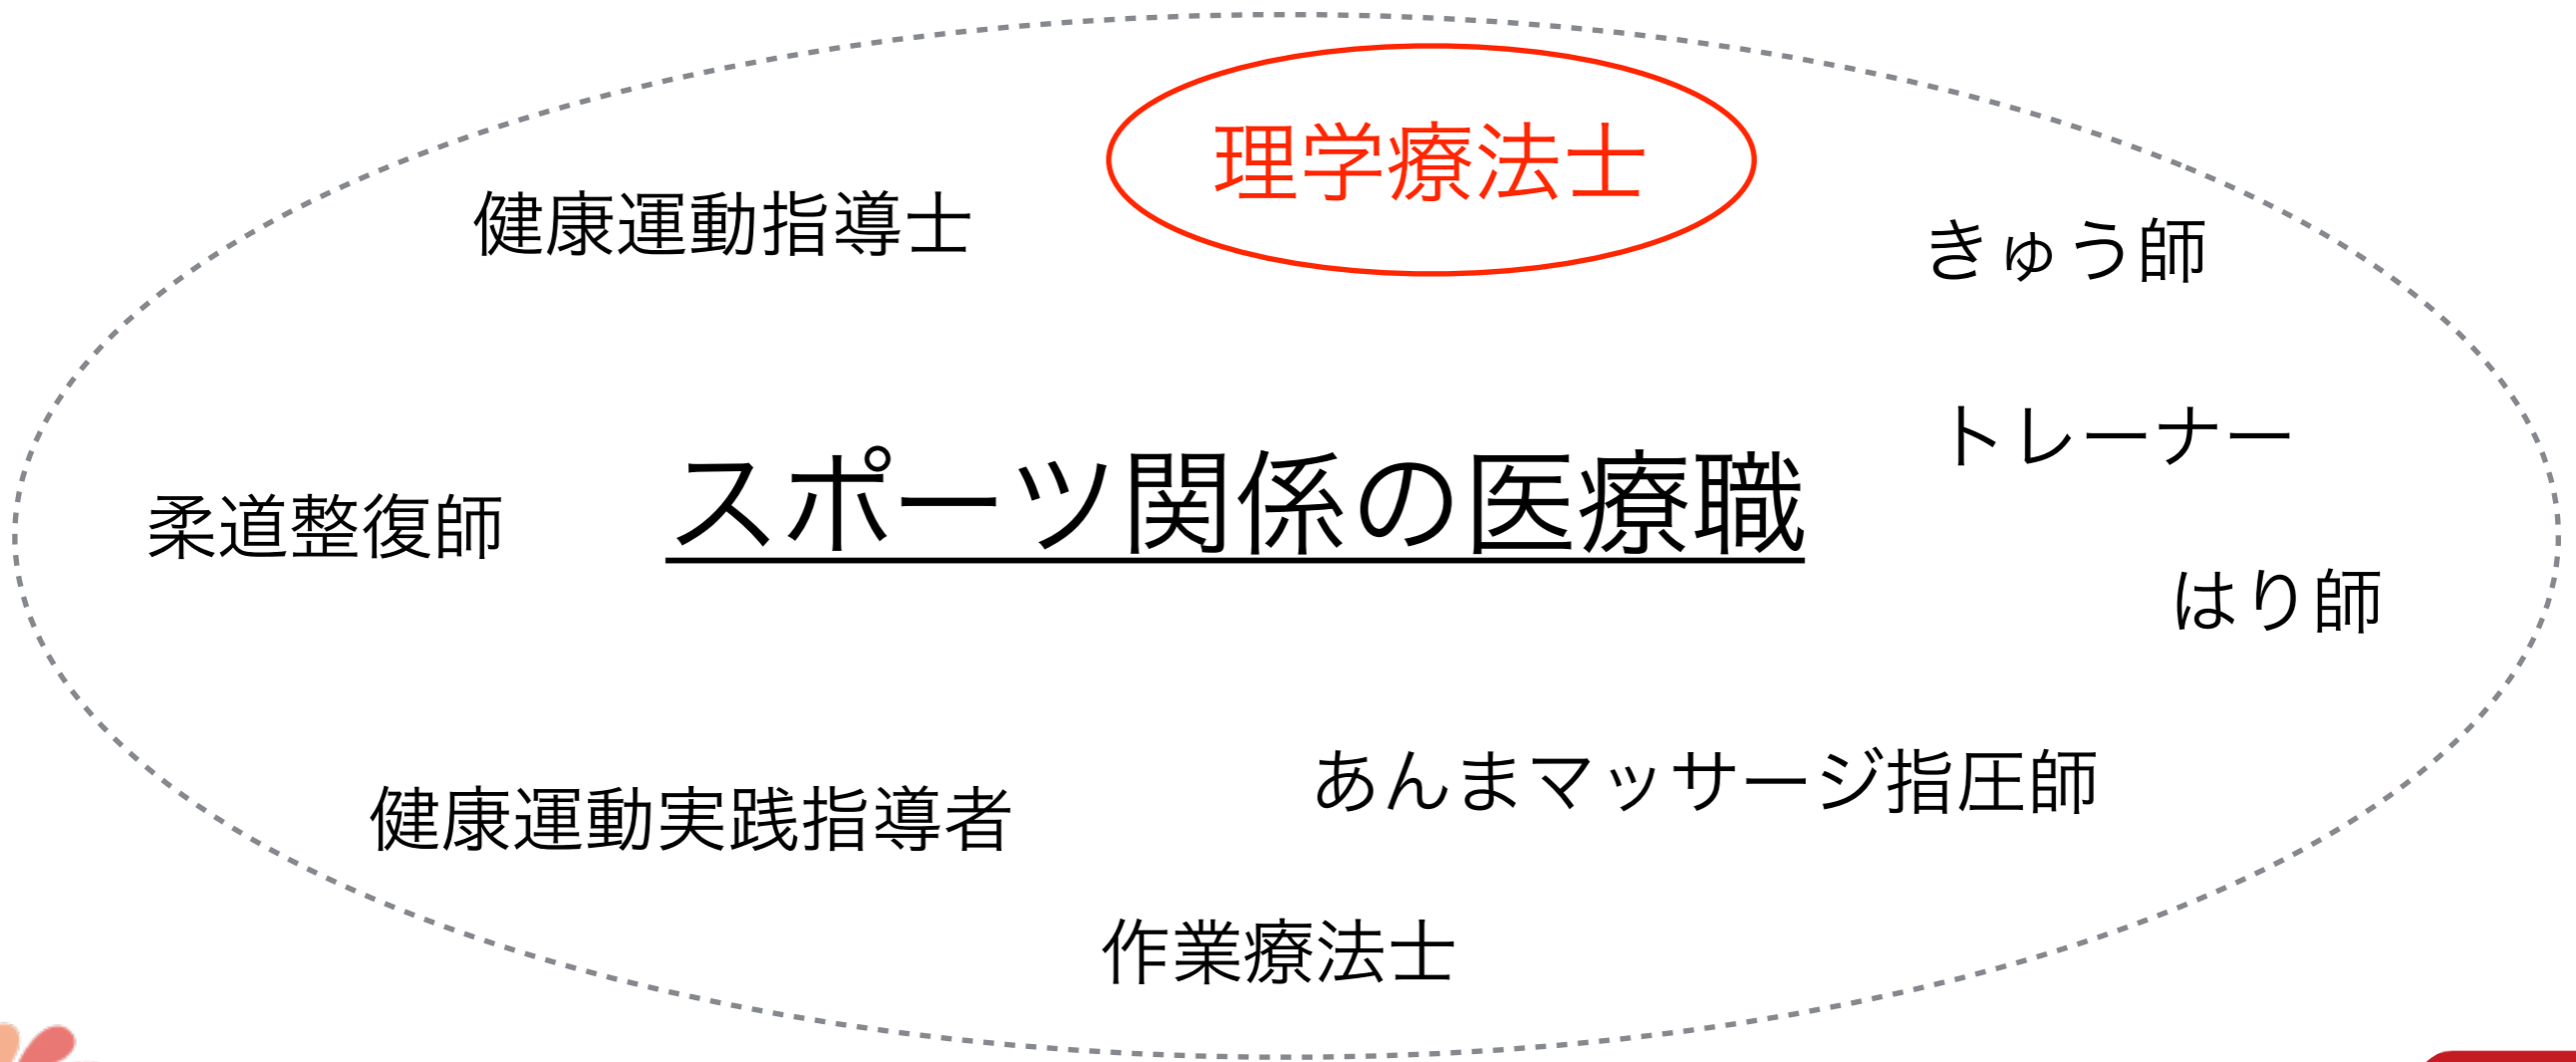 理学療法士
健康運動指導士
きゅう師
トレーナー
スポーツ関係の医療職
柔道整復師
はり師
あんまマッサージ指圧師
健康運動実践指導者
作業療法士